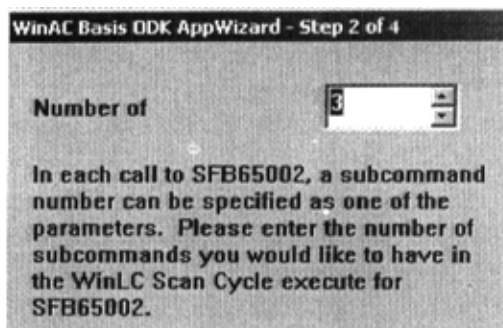 WinAC Basis ODK AppWizard - Step 2 of 4
Number of
3
In each call to SFB65002, a subcommand
number can be specified as one of the
parameters. Please enter the number of
subcommands you would like to have in
the WinLC Scan Cycle execute for
SFB65002.